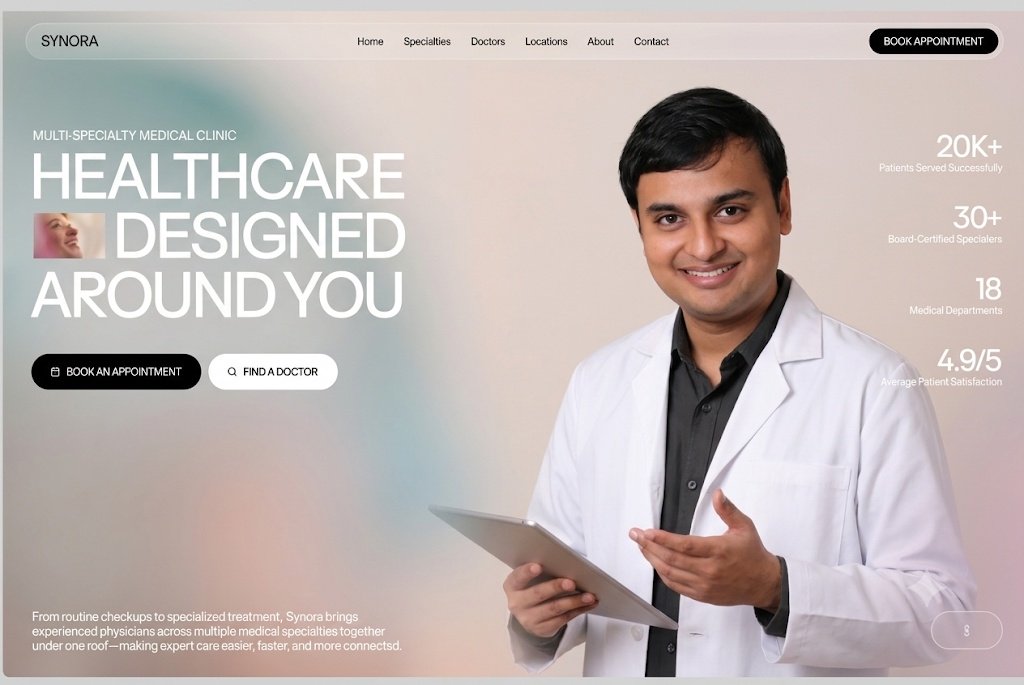 SYNORA
Home Specialties Doctors Locations About Contact
BOOK APPOINTMENT
MULTI-SPECIALTY MEDICAL CLINIC
HEALTHCARE
DESIGNED
AROUND YOU
BOOK AN APPOINTMENT
FIND A DOCTOR
20K+
Patients Served Successfully
30+
Board-Certified Specialers
18
Medical Departments
4.9/5
Average Patient Satisfaction
From routine checkups to specialized treatment, Synora brings
experienced physicians across multiple medical specialties together
under one roof—making expert care easier, faster, and more connectsd.